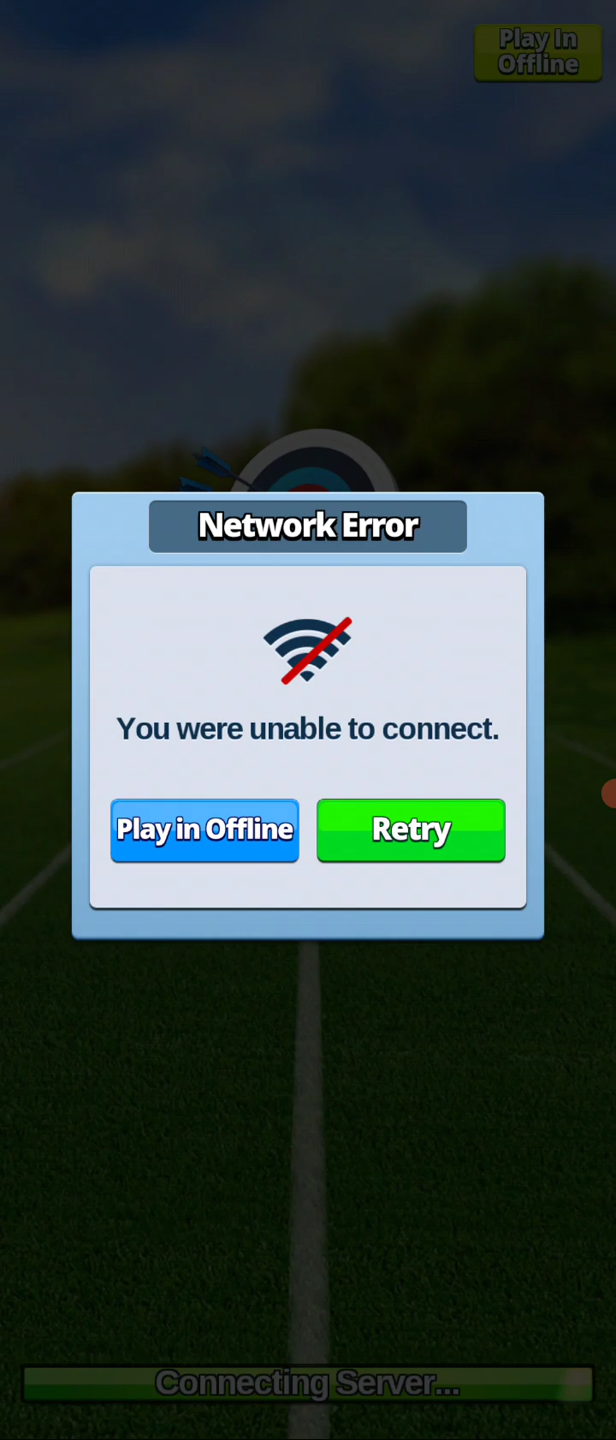 Play In
Offline
Network Error
You were unable to connect.
Play in Offline
Retry
Connecting Server...